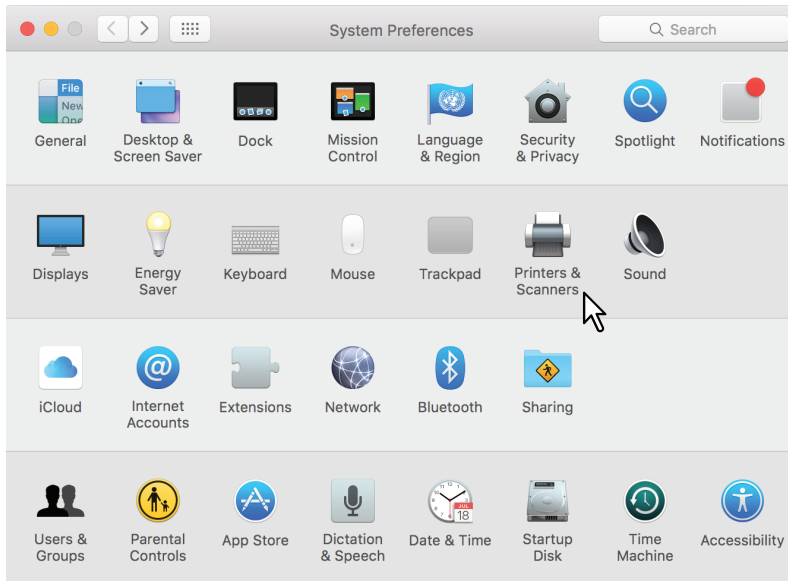 System Preferences
Search
File
New
Ope
General
Desktop &
Screen Saver
Dock
Mission
Control
Language
& Region
Security
& Privacy
Spotlight
Notifications
Displays
Energy
Saver
Keyboard
Mouse
Trackpad
Printers &
Scanners
Sound
iCloud
@
Internet
Accounts
Extensions
Network
Bluetooth
Sharing
Users &
Groups
Parental
Controls
App Store
Dictation
& Speech
JUL
18
Date & Time
Startup
Disk
Time
Machine
Accessibility